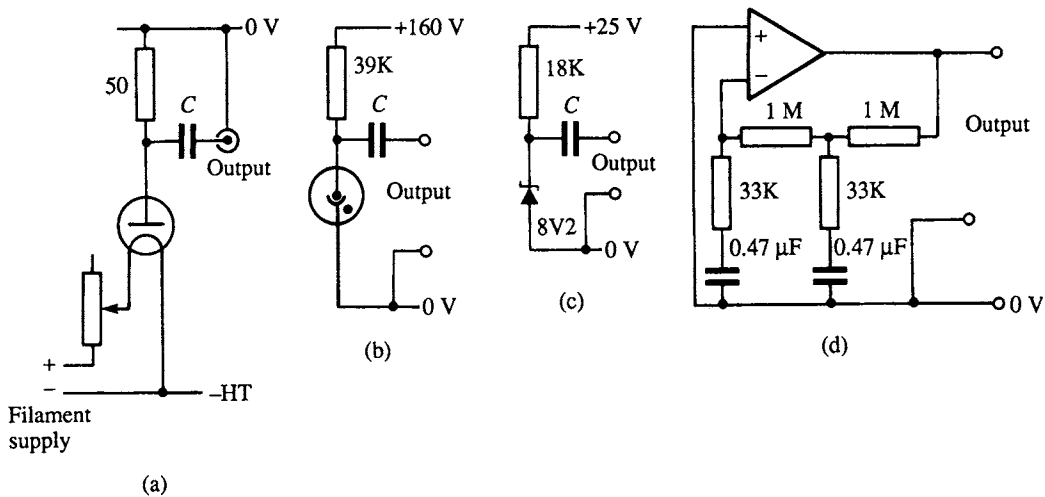 0 V
50
C
Output
+
−
–HT
Filament
supply
(a)
+160 V
39K
C
Output
0 V
(b)
+25 V
18K
C
Output
8V2
0 V
(c)
+
−
1 M
1 M
Output
33K
33K
0.47 µF
0.47 µF
0 V
(d)